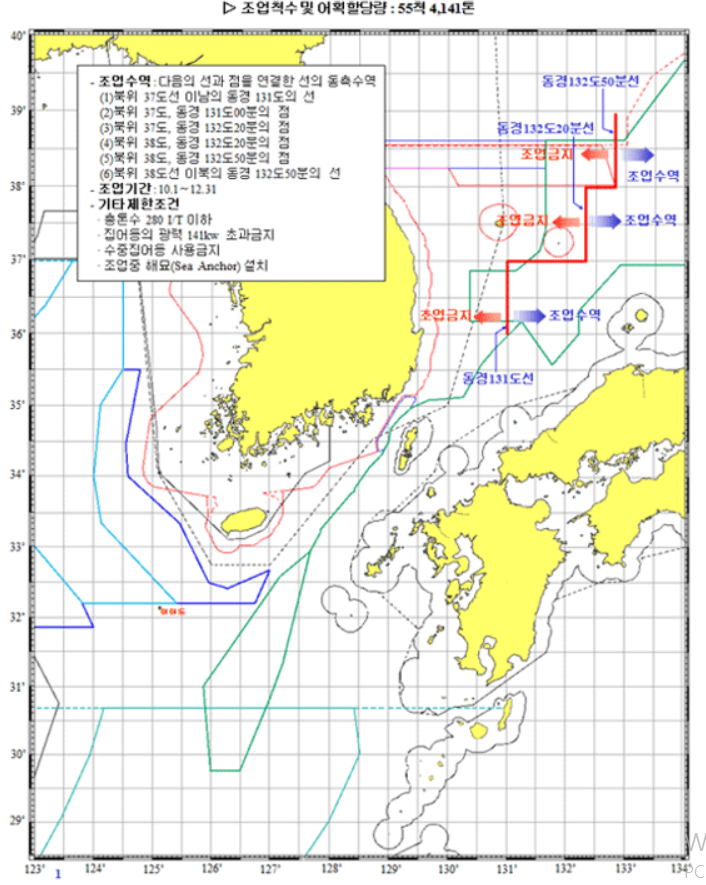 ▷ 조업척수 및 어획할당량 : 55척 4,141톤
- 조업수역 : 다음의 선과 점을 연결한 선의 동측수역
(1)북위 37도선 이남의 동경 131도의 선
(2)북위 37도, 동경 131도00분의 점
(3)북위 37도, 동경 132도20분의 점
(4)북위 38도, 동경 132도20분의 점
(5)북위 38도, 동경 132도50분의 점
(6)북위 38도선 이북의 동경 132도50분의 선
- 조업기간 : 10.1~12.31
- 기타제한조건
· 총톤수 280 T/T 이하
· 집어등의 광력 141kw 초과금지
· 수중집어등 사용금지
· 조업중 해묘(Sea Anchor) 설치
동경132도50분선
동경132도20분선
조업금지
조업수역
조업금지
조업수역
조업금지
조업수역
동경131도선
이어도
40°
39°
38°
37°
36°
35°
34°
33°
32°
31°
30°
29°
123°
124°
125°
126°
127°
128°
129°
130°
131°
132°
133°
134°
1